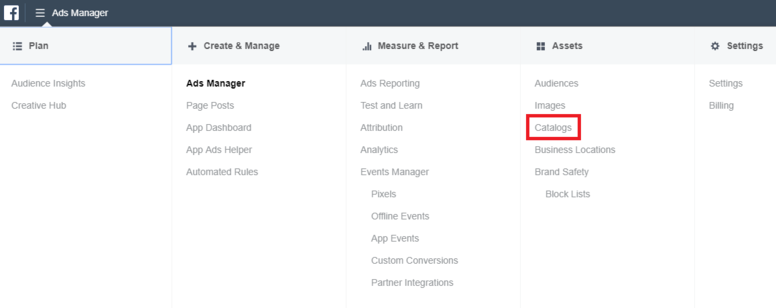 f Ads Manager
Plan
Audience Insights
Creative Hub
Create & Manage
Ads Manager
Page Posts
App Dashboard
App Ads Helper
Automated Rules
Measure & Report
Ads Reporting
Test and Learn
Attribution
Analytics
Events Manager
Pixels
Offline Events
App Events
Custom Conversions
Partner Integrations
Assets
Audiences
Images
Catalogs
Business Locations
Brand Safety
Block Lists
Settings
Settings
Billing